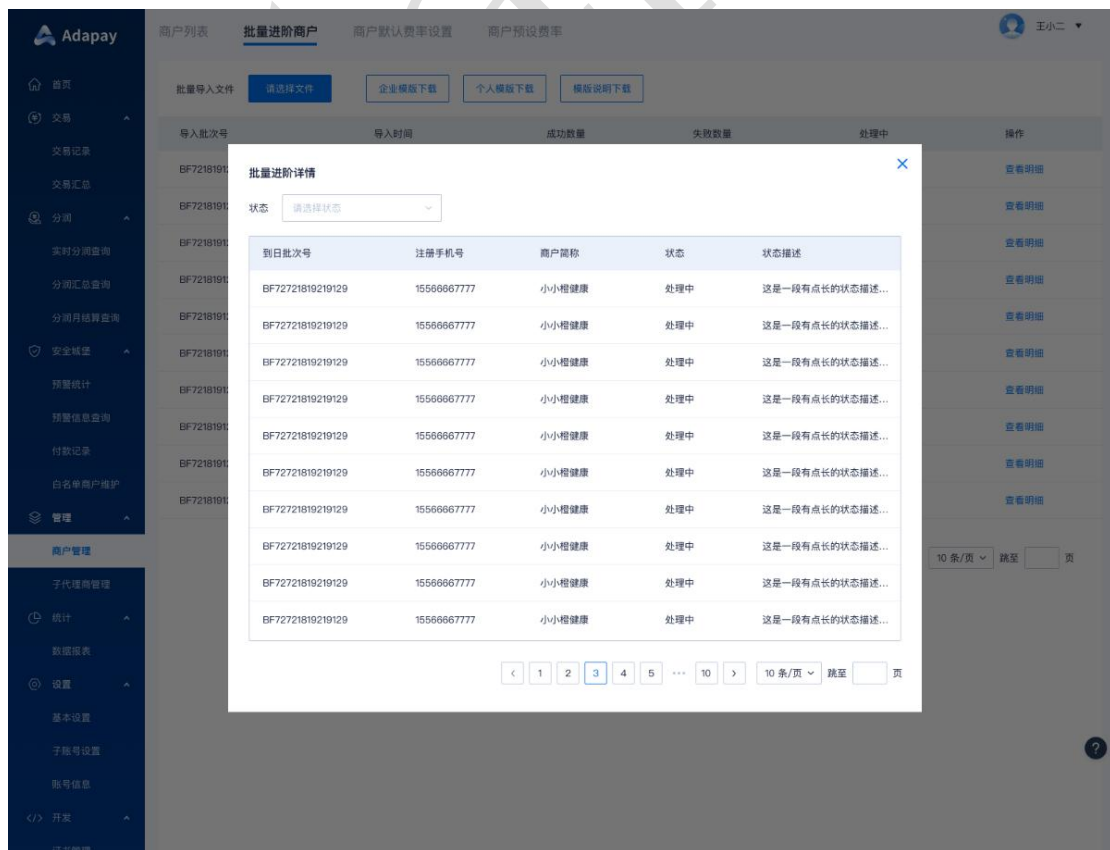 Adapay
商户列表 批量进阶商户 商户默认费率设置 商户预设费率 王小二
首页
交易
交易记录
交易汇总
分润
实时分润查询
分润汇总查询
分润月结算查询
安全城堡
预警统计
预警信息查询
付款记录
白名单商户维护
管理
商户管理
子代理商管理
统计
数据报表
设置
基本设置
子账号设置
账号信息
</> 开发
批量导入文件 请选择文件 企业模版下载 个人模版下载 模版说明下载
导入批次号 导入时间 成功数量 失败数量 处理中 操作
BF7218191 查看明细
BF7218191 查看明细
BF7218191 查看明细
BF7218191 查看明细
BF7218191 查看明细
BF7218191 查看明细
BF7218191 查看明细
BF7218191 查看明细
BF7218191 查看明细
BF7218191 查看明细
10 条/页 跳至 页
批量进阶详情
状态 请选择状态
到日批次号 注册手机号 商户简称 状态 状态描述
BF72721819219129 15566667777 小小橙健康 处理中 这是一段有点长的状态描述...
BF72721819219129 15566667777 小小橙健康 处理中 这是一段有点长的状态描述...
BF72721819219129 15566667777 小小橙健康 处理中 这是一段有点长的状态描述...
BF72721819219129 15566667777 小小橙健康 处理中 这是一段有点长的状态描述...
BF72721819219129 15566667777 小小橙健康 处理中 这是一段有点长的状态描述...
BF72721819219129 15566667777 小小橙健康 处理中 这是一段有点长的状态描述...
BF72721819219129 15566667777 小小橙健康 处理中 这是一段有点长的状态描述...
BF72721819219129 15566667777 小小橙健康 处理中 这是一段有点长的状态描述...
BF72721819219129 15566667777 小小橙健康 处理中 这是一段有点长的状态描述...
BF72721819219129 15566667777 小小橙健康 处理中 这是一段有点长的状态描述...
< 1 2 3 4 5 ••• 10 > 10 条/页 跳至 页
?